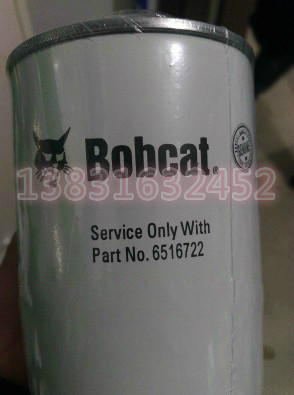 Bobcat®
13831632452
Service Only With
Part No. 6516722